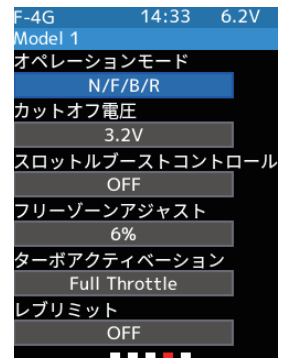 F-4G 14:33 6.2V
Model 1
オペレーションモード
N/F/B/R
カットオフ電圧
3.2V
スロットルブーストコントロール
OFF
フリーゾーンアジャスト
6%
ターボアクティベーション
Full Throttle
レブリミット
OFF